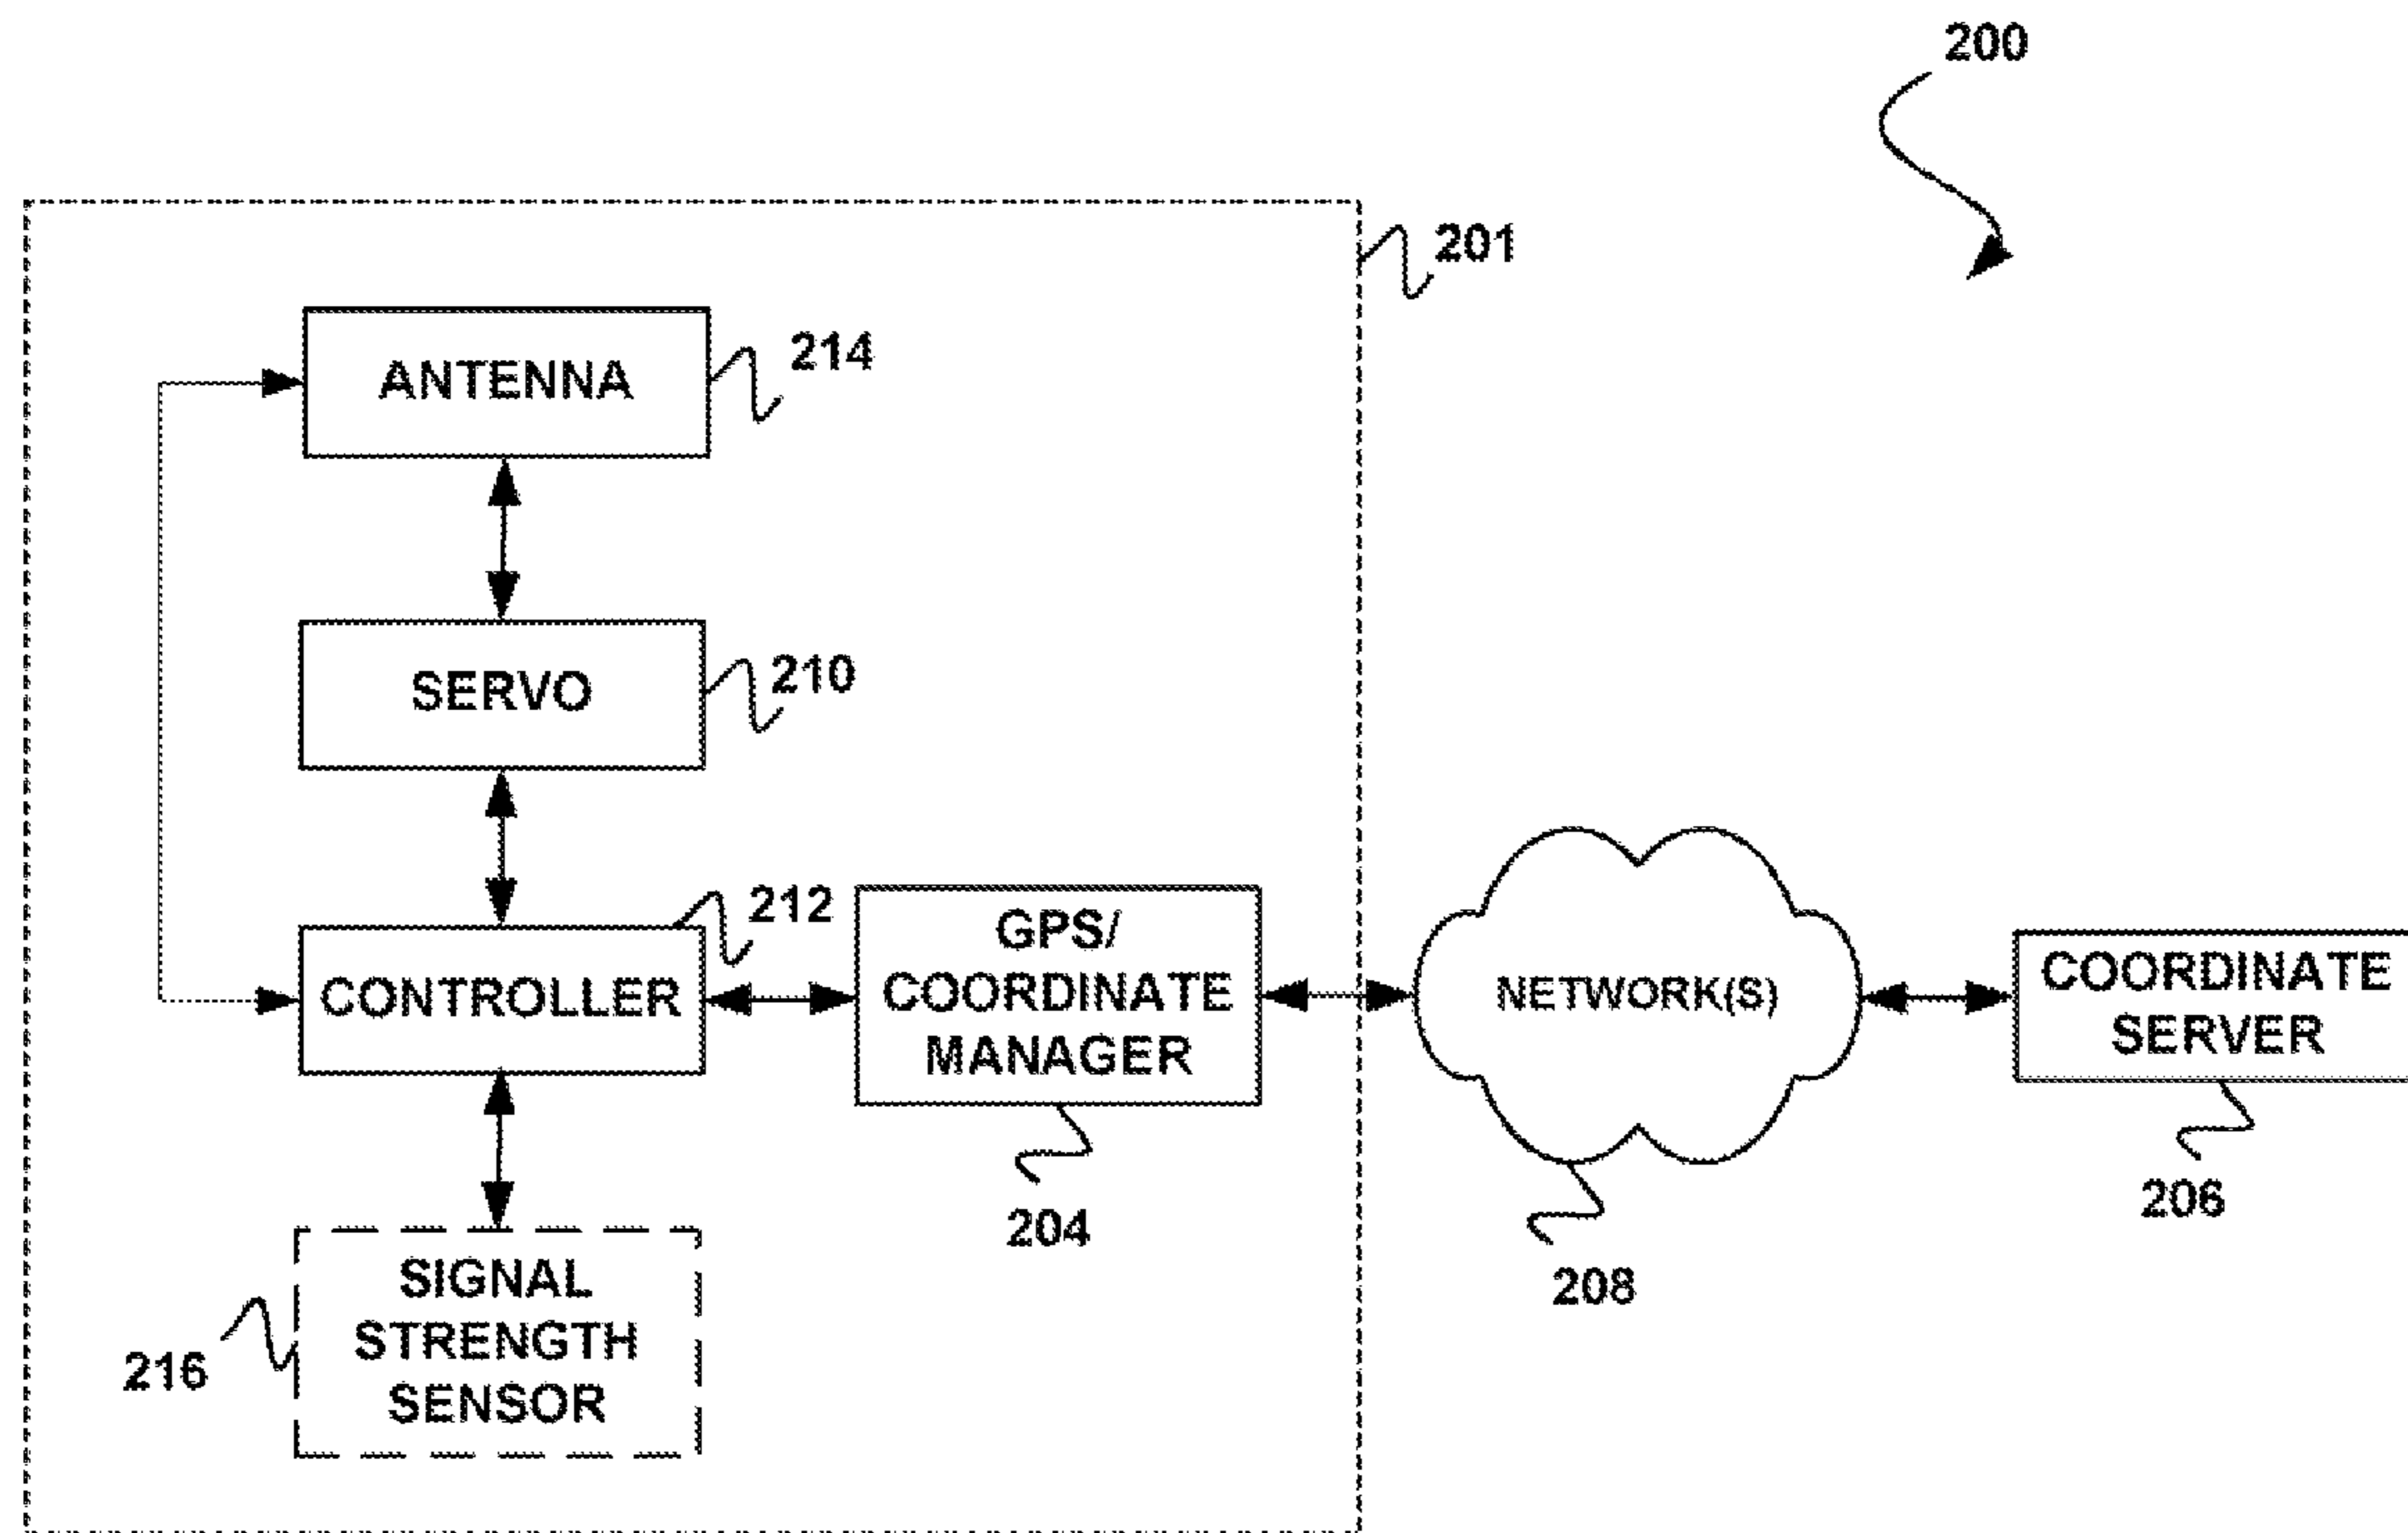 200
201
ANTENNA
214
SERVO
210
212
CONTROLLER
GPS/
COORDINATE
MANAGER
204
NETWORK(S)
208
COORDINATE
SERVER
206
SIGNAL
STRENGTH
SENSOR
216